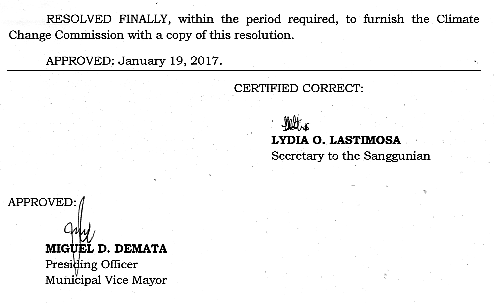 RESOLVED FINALLY, within the period required, to furnish the Climate
Change Commission with a copy of this resolution.
APPROVED: January 19, 2017.
CERTIFIED CORRECT:
LYDIA O. LASTIMOSA
Secretary to the Sanggunian
APPROVED:
MIGUEL D. DEMATA
Presiding Officer
Municipal Vice Mayor